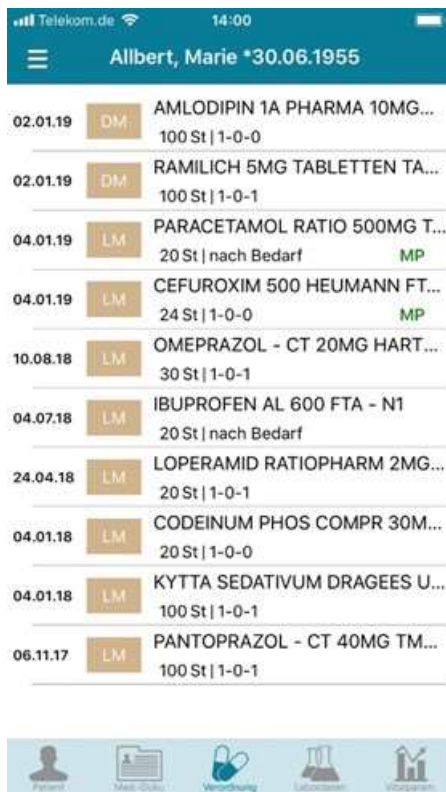 Telekom.de 14:00
Allbert, Marie *30.06.1955
02.01.19 DM AMLODIPIN 1A PHARMA 10MG...
100 St | 1-0-0
02.01.19 DM RAMILICH 5MG TABLETTEN TA...
100 St | 1-0-1
04.01.19 LM PARACETAMOL RATIO 500MG T...
20 St | nach Bedarf MP
04.01.19 LM CEFUROXIM 500 HEUMANN FT...
24 St | 1-0-0 MP
10.08.18 LM OMEPRAZOL - CT 20MG HART...
30 St | 1-0-1
04.07.18 LM IBUPROFEN AL 600 FTA - N1
20 St | nach Bedarf
24.04.18 LM LOPERAMID RATIOPHARM 2MG...
20 St | 1-0-1
04.01.18 LM CODEINUM PHOS COMPR 30M...
20 St | 1-0-0
04.01.18 LM KYTTA SEDATIVUM DRAGEES U...
100 St | 1-0-1
06.11.17 LM PANTOPRAZOL - CT 40MG TM...
100 St | 1-0-1
Patient Verordnung Labordaten Vitalparam.